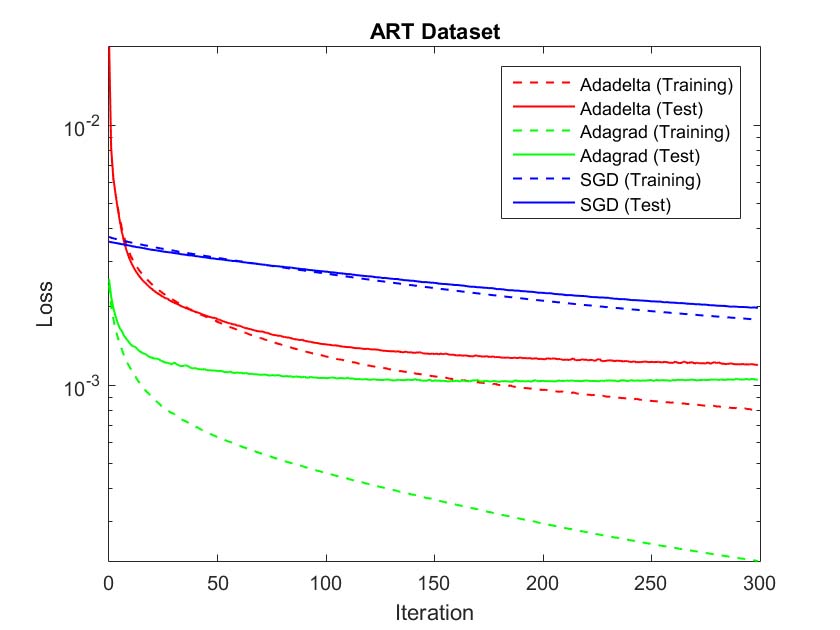 ART Dataset
Adadelta (Training)
Adadelta (Test)
Adagrad (Training)
Adagrad (Test)
SGD (Training)
SGD (Test)
10^-2
10^-3
Loss
0 50 100 150 200 250 300
Iteration